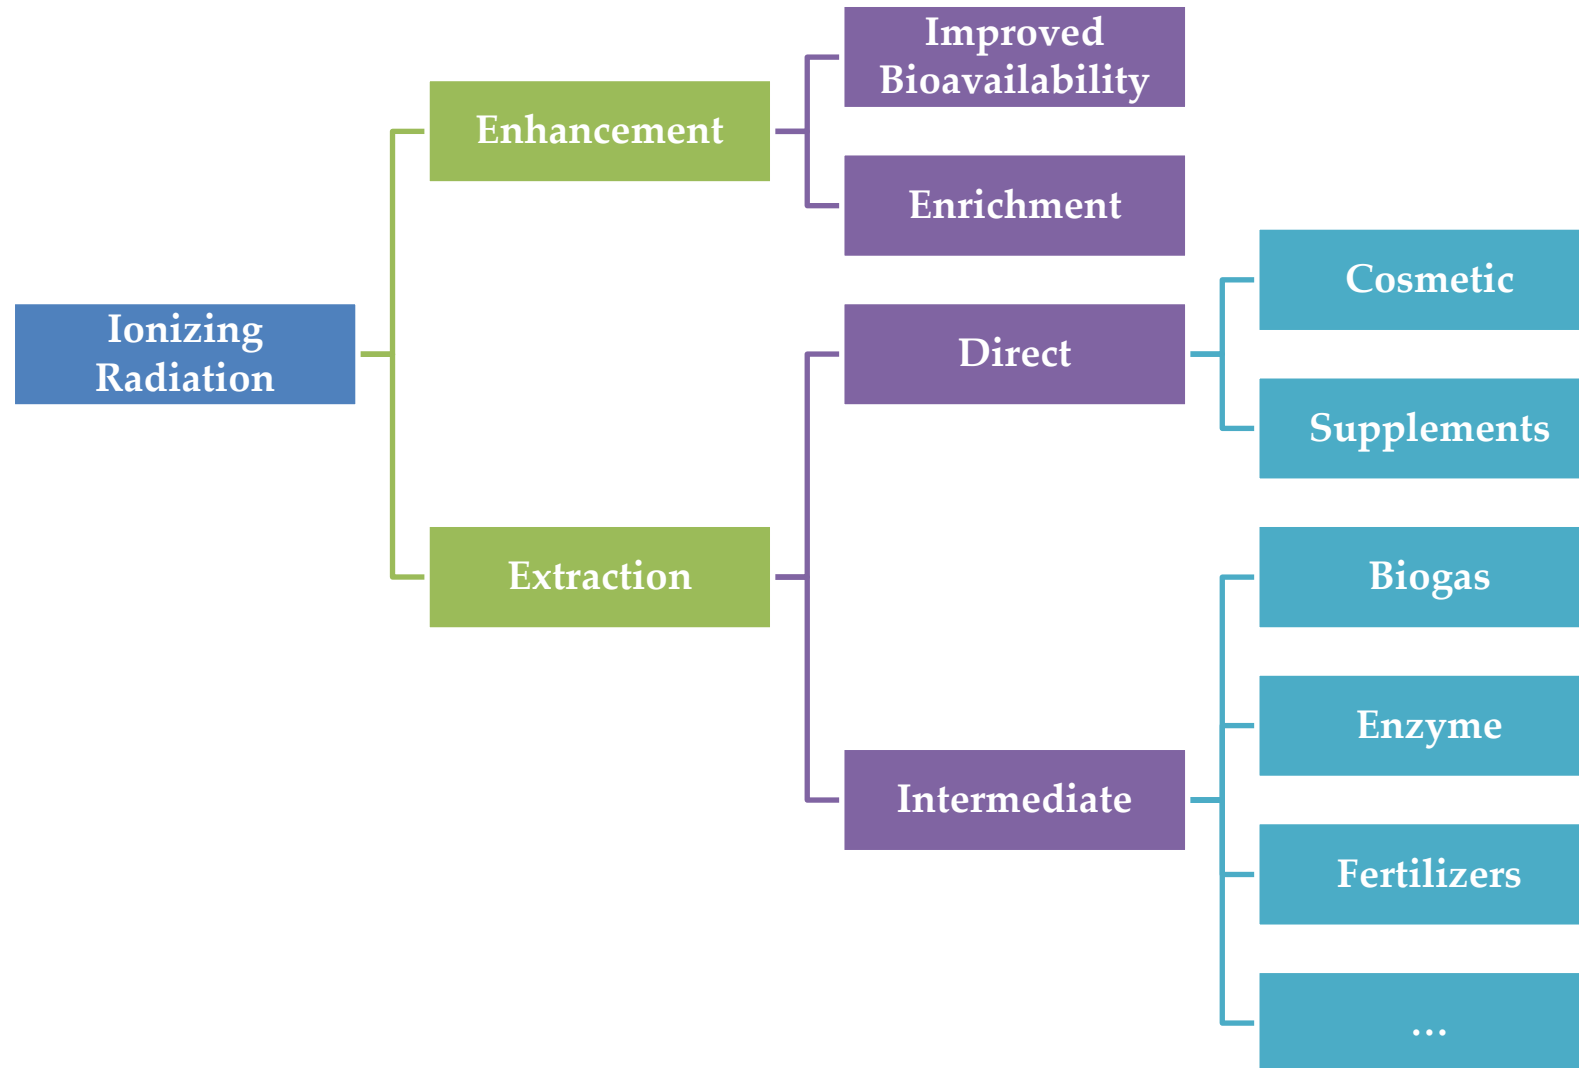 Improved
Bioavailability
Enhancement
Enrichment
Cosmetic
Ionizing
Radiation
Direct
Supplements
Extraction
Biogas
Enzyme
Intermediate
Fertilizers
...